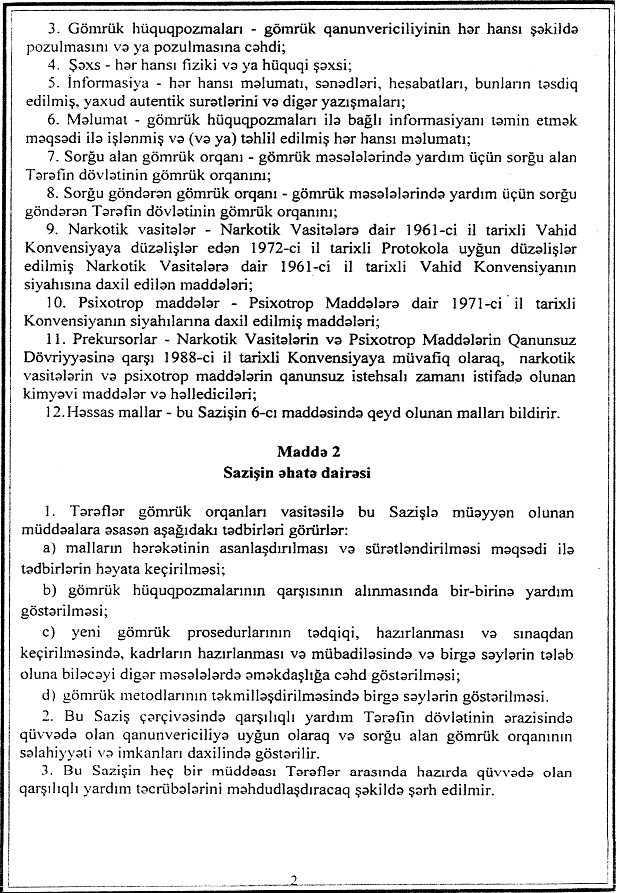 3. Gömrük hüquqpozmaları - gömrük qanunvericiliyinin hər hansı şəkildə
pozulmasını və ya pozulmasına cəhdi;
4. Şəxs - hər hansı fiziki və ya hüquqi şəxsi;
5. İnformasiya - hər hansı məlumatı, sənədləri, hesabatları, bunların təsdiq
edilmiş, yaxud autentik surətlərini və digər yazışmaları;
6. Məlumat - gömrük hüquqpozmaları ilə bağlı informasiyanı təmin etmək
məqsədi ilə işlənmiş və (və ya) təhlil edilmiş hər hansı məlumatı;
7. Sorğu alan gömrük orqanı - gömrük məsələlərində yardım üçün sorğu alan
Tərəfin dövlətinin gömrük orqanını;
8. Sorğu göndərən gömrük orqanı - gömrük məsələlərində yardım üçün sorğu
göndərən Tərəfin dövlətinin gömrük orqanını;
9. Narkotik vasitələr - Narkotik Vasitələrə dair 1961-ci il tarixli Vahid
Konvensiyaya düzəlişlər edən 1972-ci il tarixli Protokola uyğun düzəlişlər
edilmiş Narkotik Vasitələrə dair 1961-ci il tarixli Vahid Konvensiyanın
siyahısına daxil edilən maddələri;
10. Psixotrop maddələr - Psixotrop Maddələrə dair 1971-ci il tarixli
Konvensiyanın siyahılarına daxil edilmiş maddələri;
11. Prekursorlar - Narkotik Vasitələrin və Psixotrop Maddələrin Qanunsuz
Dövriyyəsinə qarşı 1988-ci il tarixli Konvensiyaya müvafiq olaraq, narkotik
vasitələrin və psixotrop maddələrin qanunsuz istehsalı zamanı istifadə olunan
kimyəvi maddələr və həllediciləri;
12. Həssas mallar - bu Sazişin 6-cı maddəsində qeyd olunan malları bildirir.
Maddə 2
Sazişin əhatə dairəsi
1. Tərəflər gömrük orqanları vasitəsilə bu Sazişlə müəyyən olunan
müddəalara əsasən aşağıdakı tədbirləri görürlər:
a) malların hərəkətinin asanlaşdırılması və sürətləndirilməsi məqsədi ilə
tədbirlərin həyata keçirilməsi;
b) gömrük hüquqpozmalarının qarşısının alınmasında bir-birinə yardım
göstərilməsi;
c) yeni gömrük prosedurlarının tədqiqi, hazırlanması və sınaqdan
keçirilməsində, kadrların hazırlanması və mübadiləsində və birgə səylərin tələb
oluna biləcəyi digər məsələlərdə əməkdaşlığa cəhd göstərilməsi;
d) gömrük metodlarının təkmilləşdirilməsində birgə səylərin göstərilməsi.
2. Bu Saziş çərçivəsində qarşılıqlı yardım Tərəfin dövlətinin ərazisində
qüvvədə olan qanunvericiliyə uyğun olaraq və sorğu alan gömrük orqanının
səlahiyyəti və imkanları daxilində göstərilir.
3. Bu Sazişin heç bir müddəası Tərəflər arasında hazırda qüvvədə olan
qarşılıqlı yardım təcrübələrini məhdudlaşdıracaq şəkildə şərh edilmir.
2